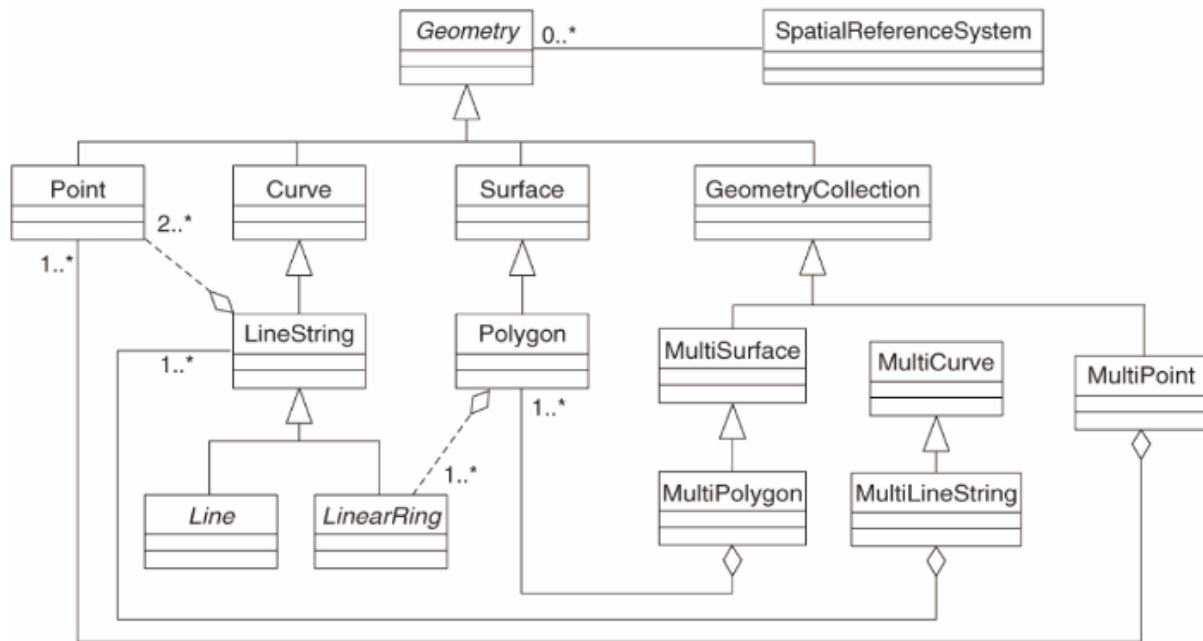 Geometry
0..*
SpatialReferenceSystem
Point
Curve
Surface
GeometryCollection
2..*
1..*
LineString
Polygon
MultiSurface
MultiCurve
MultiPoint
1..*
1..*
1..*
Line
LinearRing
MultiPolygon
MultiLineString